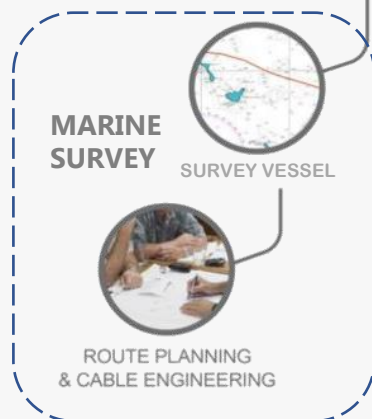 MARINE
SURVEY
SURVEY VESSEL
ROUTE PLANNING
& CABLE ENGINEERING